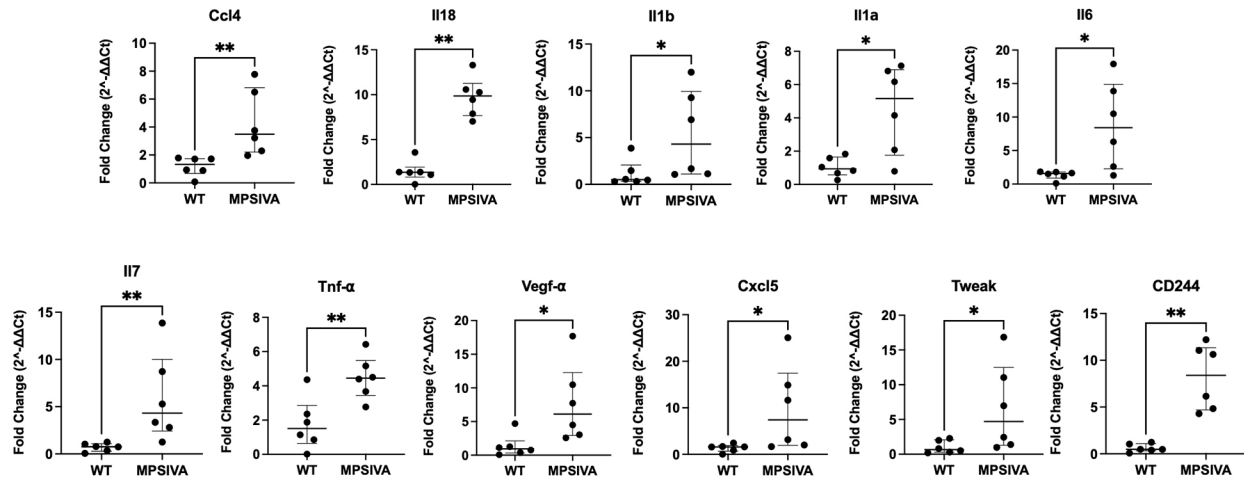 Ccl4
**
Fold Change (2^-ΔΔCt)
10
8
6
4
2
0
WT MPSIVA
Il18
**
Fold Change (2^-ΔΔCt)
15
10
5
0
WT MPSIVA
Il1b
*
Fold Change (2^-ΔΔCt)
15
10
5
0
WT MPSIVA
Il1a
*
Fold Change (2^-ΔΔCt)
8
6
4
2
0
WT MPSIVA
Il6
*
Fold Change (2^-ΔΔCt)
20
15
10
5
0
WT MPSIVA
Il7
**
Fold Change (2^-ΔΔCt)
15
10
5
0
WT MPSIVA
Tnf-α
**
Fold Change (2^-ΔΔCt)
8
6
4
2
0
WT MPSIVA
Vegf-α
*
Fold Change (2^-ΔΔCt)
20
15
10
5
0
WT MPSIVA
Cxcl5
*
Fold Change (2^-ΔΔCt)
30
20
10
0
WT MPSIVA
Tweak
*
Fold Change (2^-ΔΔCt)
20
15
10
5
0
WT MPSIVA
CD244
**
Fold Change (2^-ΔΔCt)
15
10
5
0
WT MPSIVA